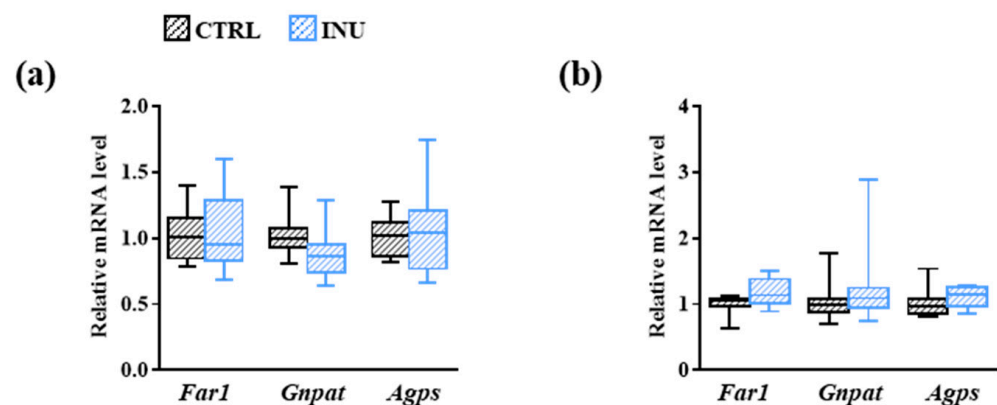 CTRL INU
(a)
Relative mRNA level
2.0
1.5
1.0
0.5
0.0
Far1 Gnpat Agps
(b)
Relative mRNA level
4
3
2
1
0
Far1 Gnpat Agps